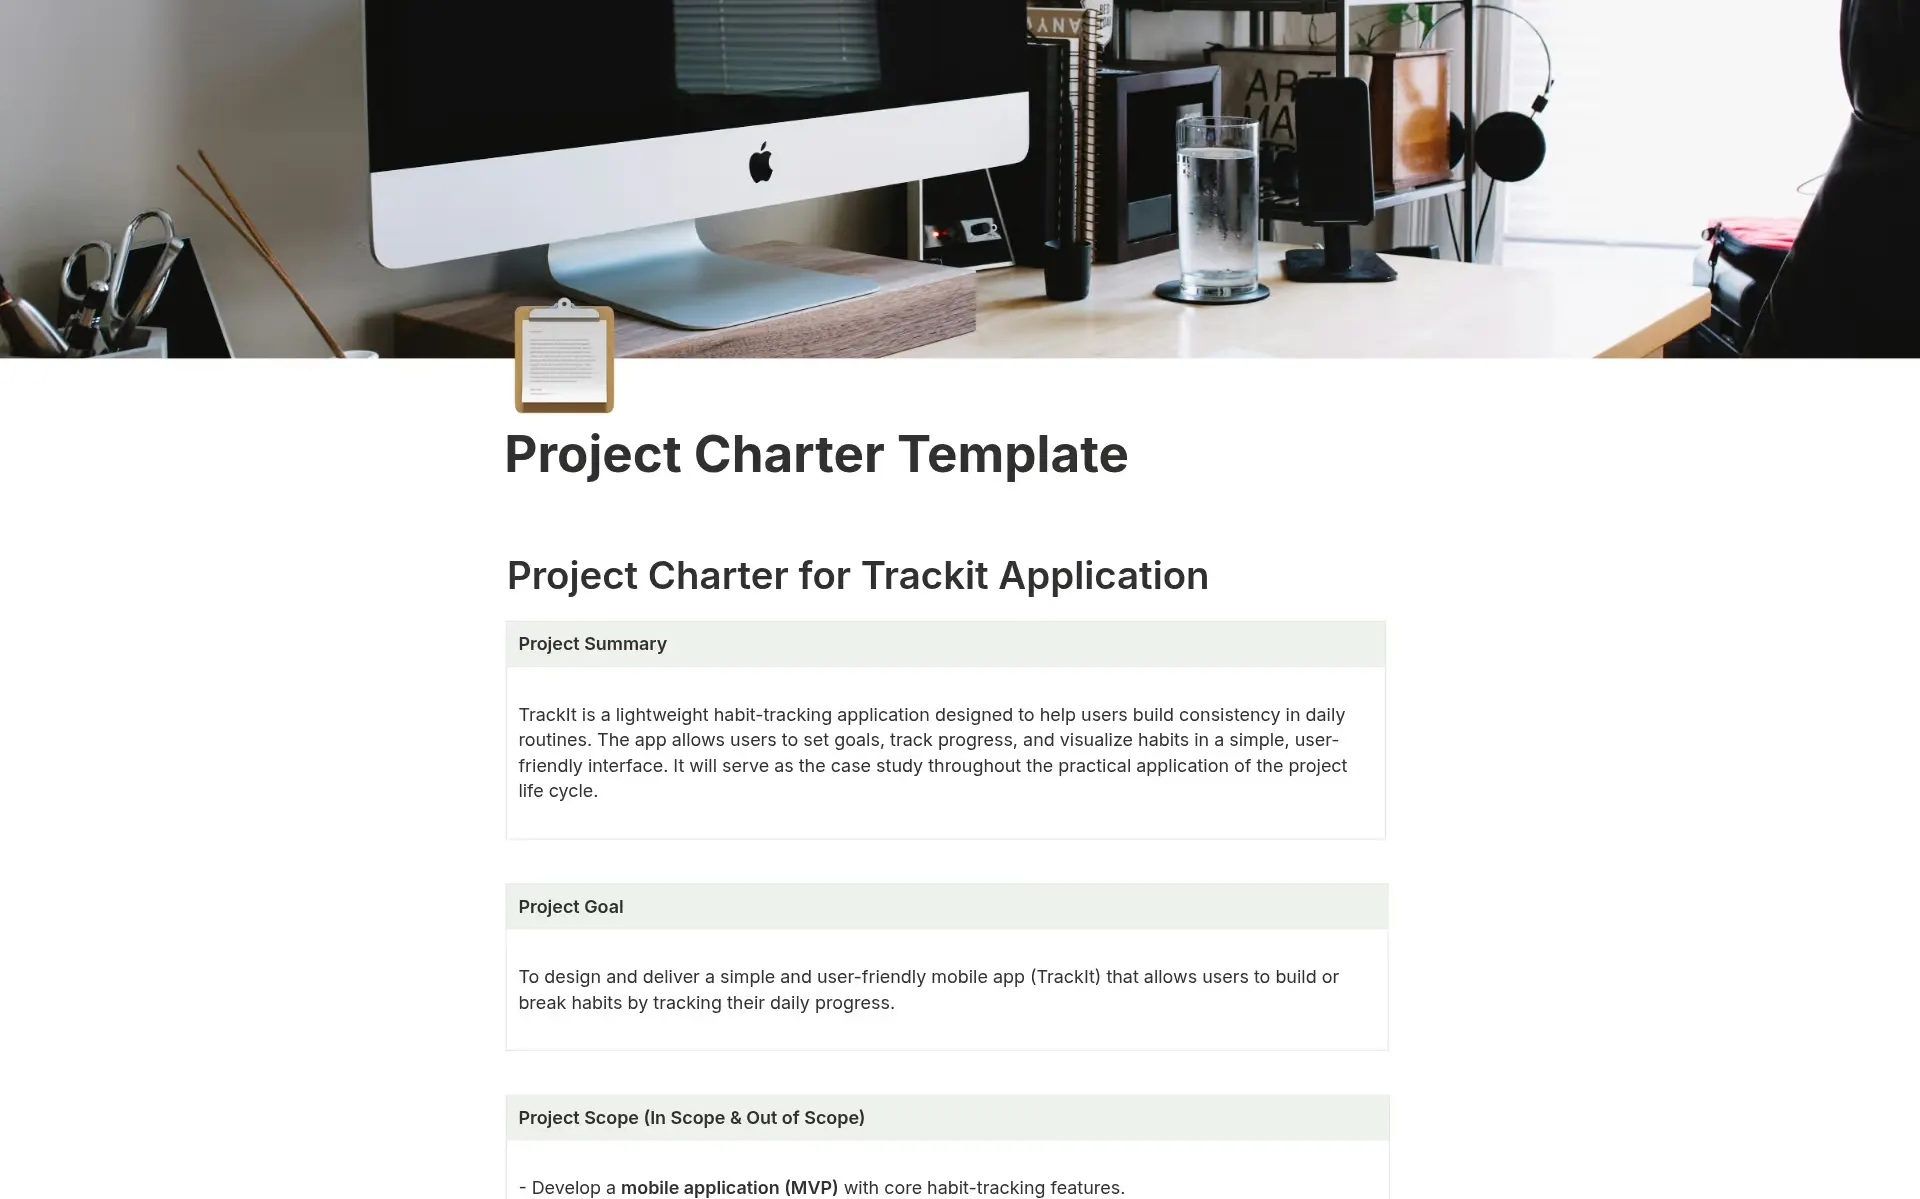 ANY
ART
MA
Project Charter Template
Project Charter for Trackit Application
Project Summary
TrackIt is a lightweight habit-tracking application designed to help users build consistency in daily
routines. The app allows users to set goals, track progress, and visualize habits in a simple, user-
friendly interface. It will serve as the case study throughout the practical application of the project
life cycle.
Project Goal
To design and deliver a simple and user-friendly mobile app (TrackIt) that allows users to build or
break habits by tracking their daily progress.
Project Scope (In Scope & Out of Scope)
- Develop a mobile application (MVP) with core habit-tracking features.